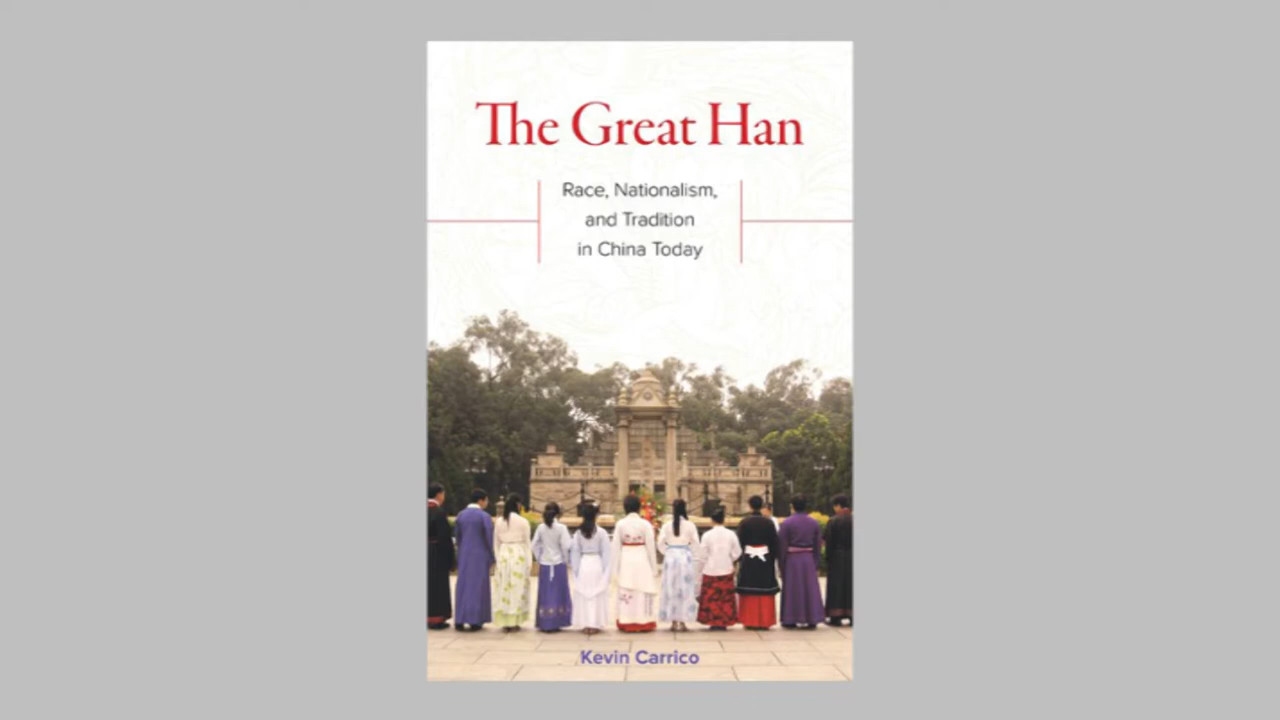 The Great Han
Race, Nationalism,
and Tradition
in China Today
Kevin Carrico